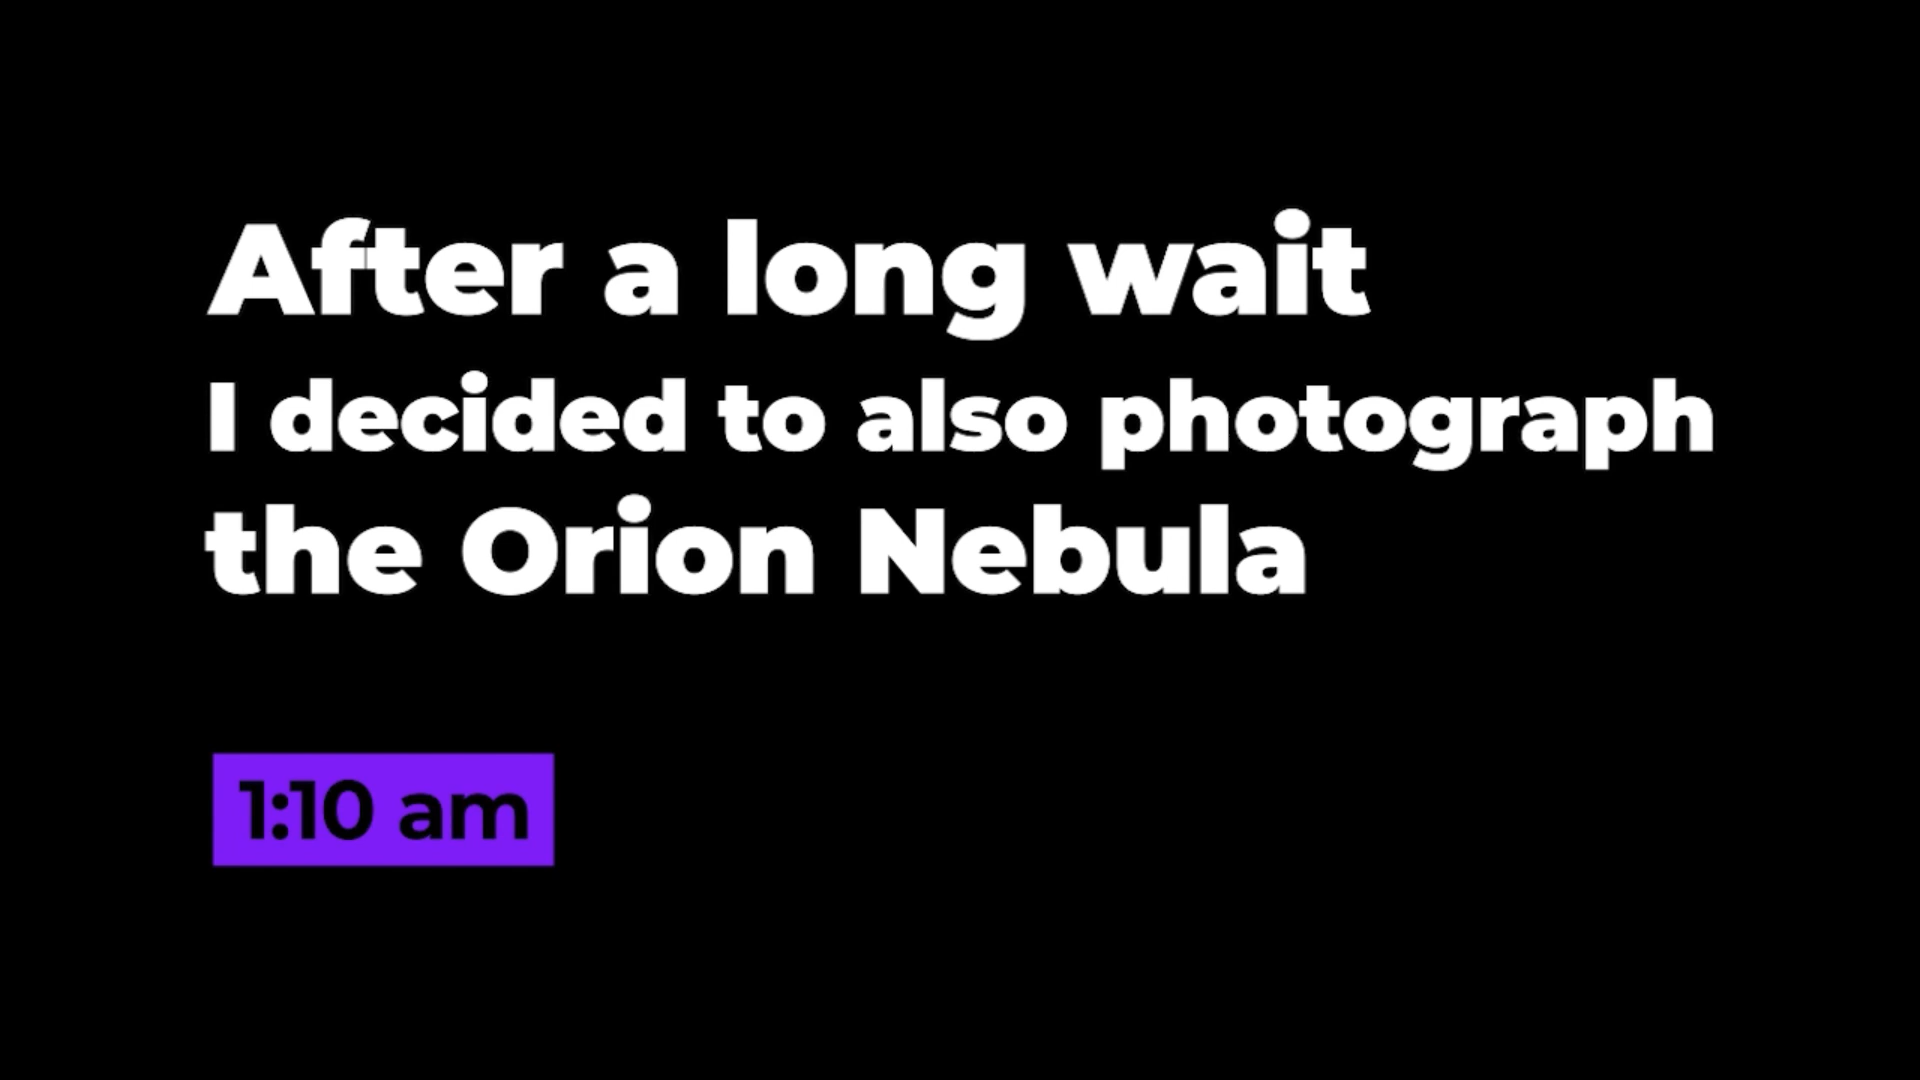 After a long wait
I decided to also photograph
the Orion Nebula
1:10 am